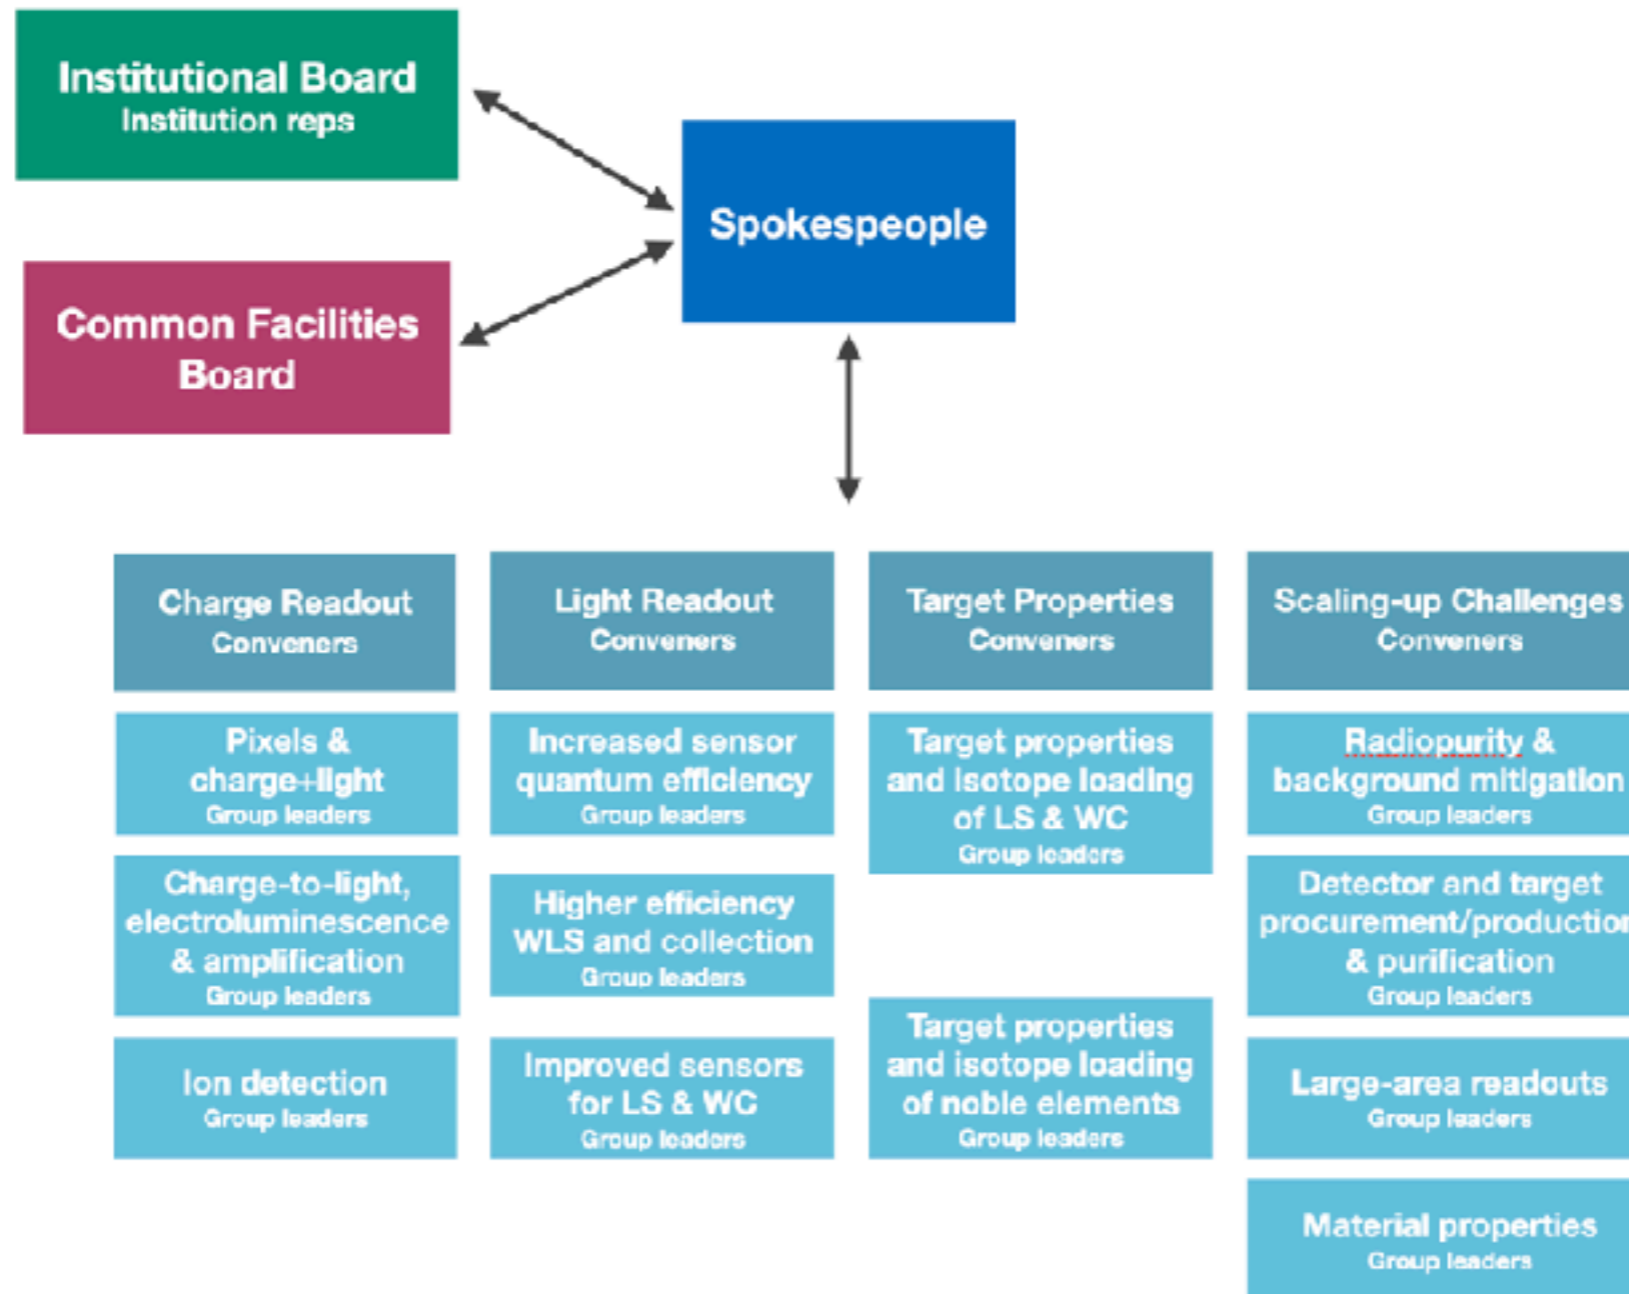 Institutional Board
Institution reps
Spokespeople
Common Facilities
Board
Charge Readout
Conveners
Pixels &
charge+light
Group leaders
Charge-to-light,
electroluminescence
& amplification
Group leaders
Ion detection
Group leaders
Light Readout
Conveners
Increased sensor
quantum efficiency
Group leaders
Higher efficiency
WLS and collection
Group leaders
Improved sensors
for LS & WC
Group leaders
Target Properties
Conveners
Target properties
and isotope loading
of LS & WC
Group leaders
Target properties
and isotope loading
of noble elements
Group leaders
Scaling-up Challenges
Conveners
Radiopurity &
background mitigation
Group leaders
Detector and target
procurement/production
& purification
Group leaders
Large-area readouts
Group leaders
Material properties
Group leaders